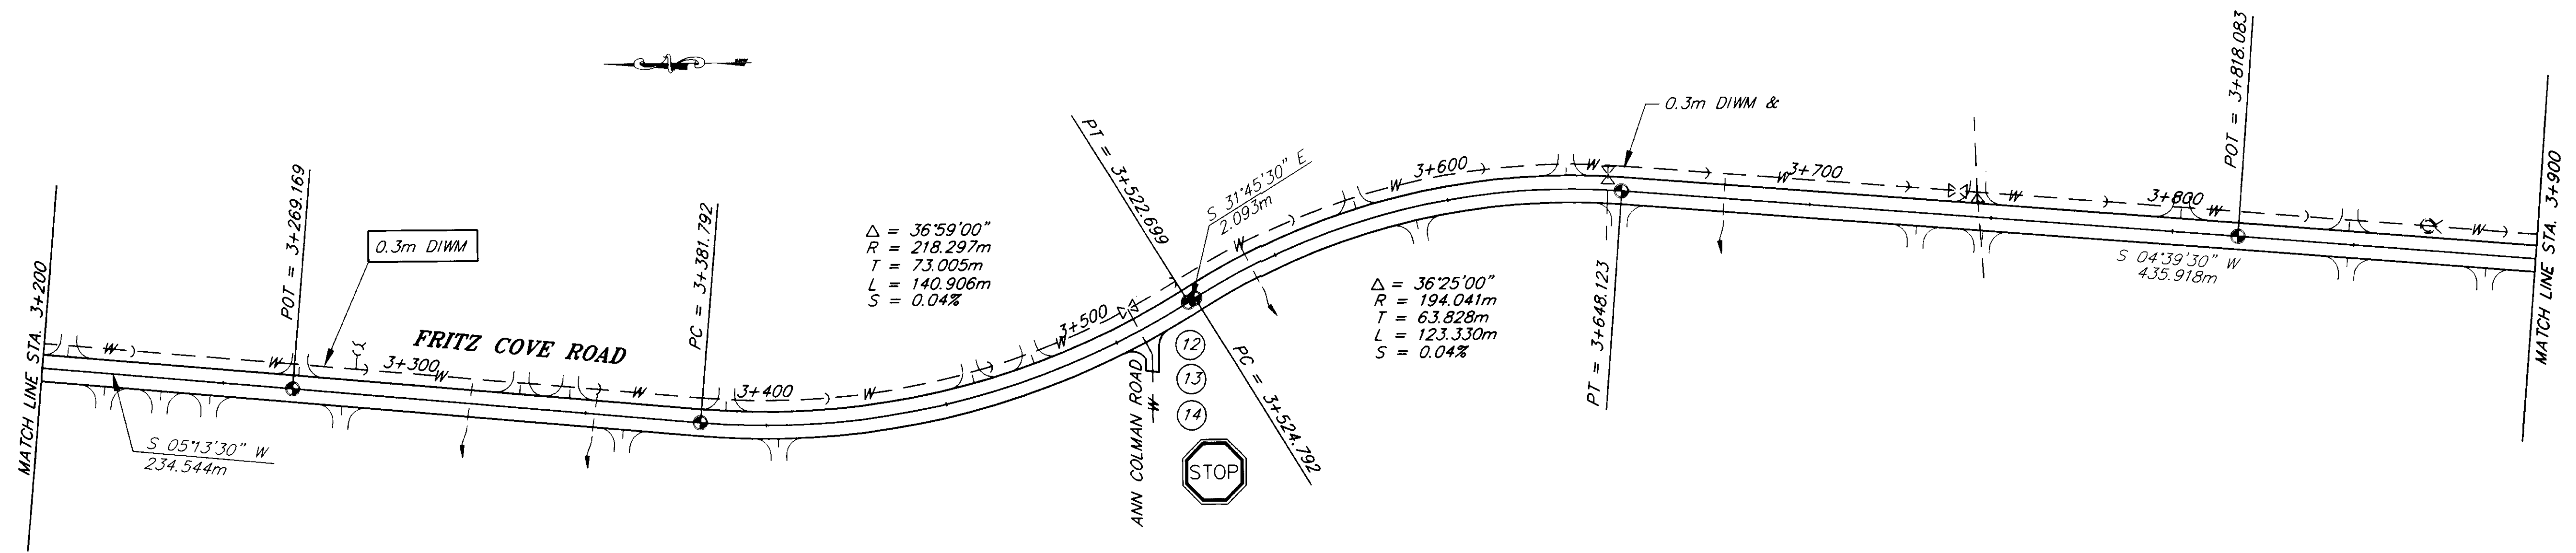 MATCH LINE STA. 3+200
S 05°13'30" W
234.544m
POT = 3+269.169
0.3m DIWM
3+300
FRITZ COVE ROAD
PC = 3+381.792
3+400
Δ = 36°59'00"
R = 218.297m
T = 73.005m
L = 140.906m
S = 0.04%
3+500
PT = 3+522.699
S 31°45'30" E
2.093m
ANN COLMAN ROAD
12
13
14
STOP
PC = 3+524.792
3+600
Δ = 36°25'00"
R = 194.041m
T = 63.828m
L = 123.330m
S = 0.04%
0.3m DIWM &
PT = 3+648.123
3+700
3+800
POT = 3+818.083
S 04°39'30" W
435.918m
MATCH LINE STA. 3+900
W
W
W
W
W
W
W
W
W
W
W
W
W
W